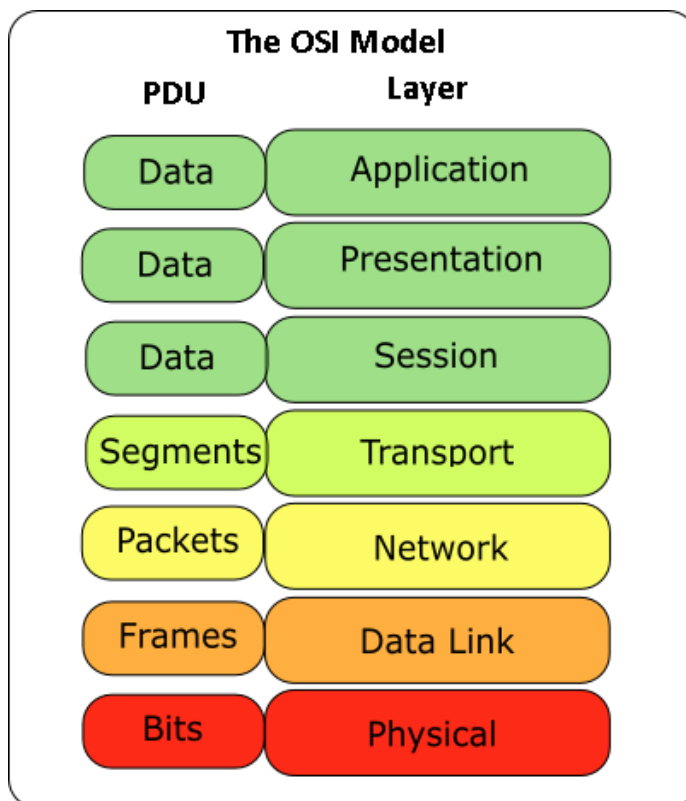 The OSI Model
PDU Layer
Data Application
Data Presentation
Data Session
Segments Transport
Packets Network
Frames Data Link
Bits Physical